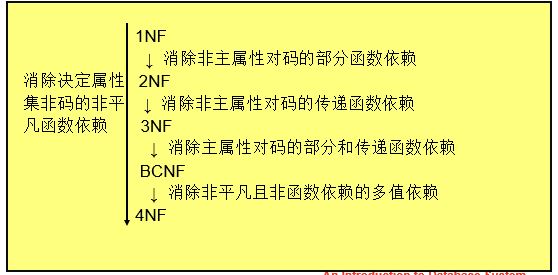 1NF
↓ 消除非主属性对码的部分函数依赖
消除决定属性
2NF
集非码的非平
↓ 消除非主属性对码的传递函数依赖
凡函数依赖
3NF
↓ 消除主属性对码的部分和传递函数依赖
BCNF
↓ 消除非平凡且非函数依赖的多值依赖
4NF
An Introduction to Database System